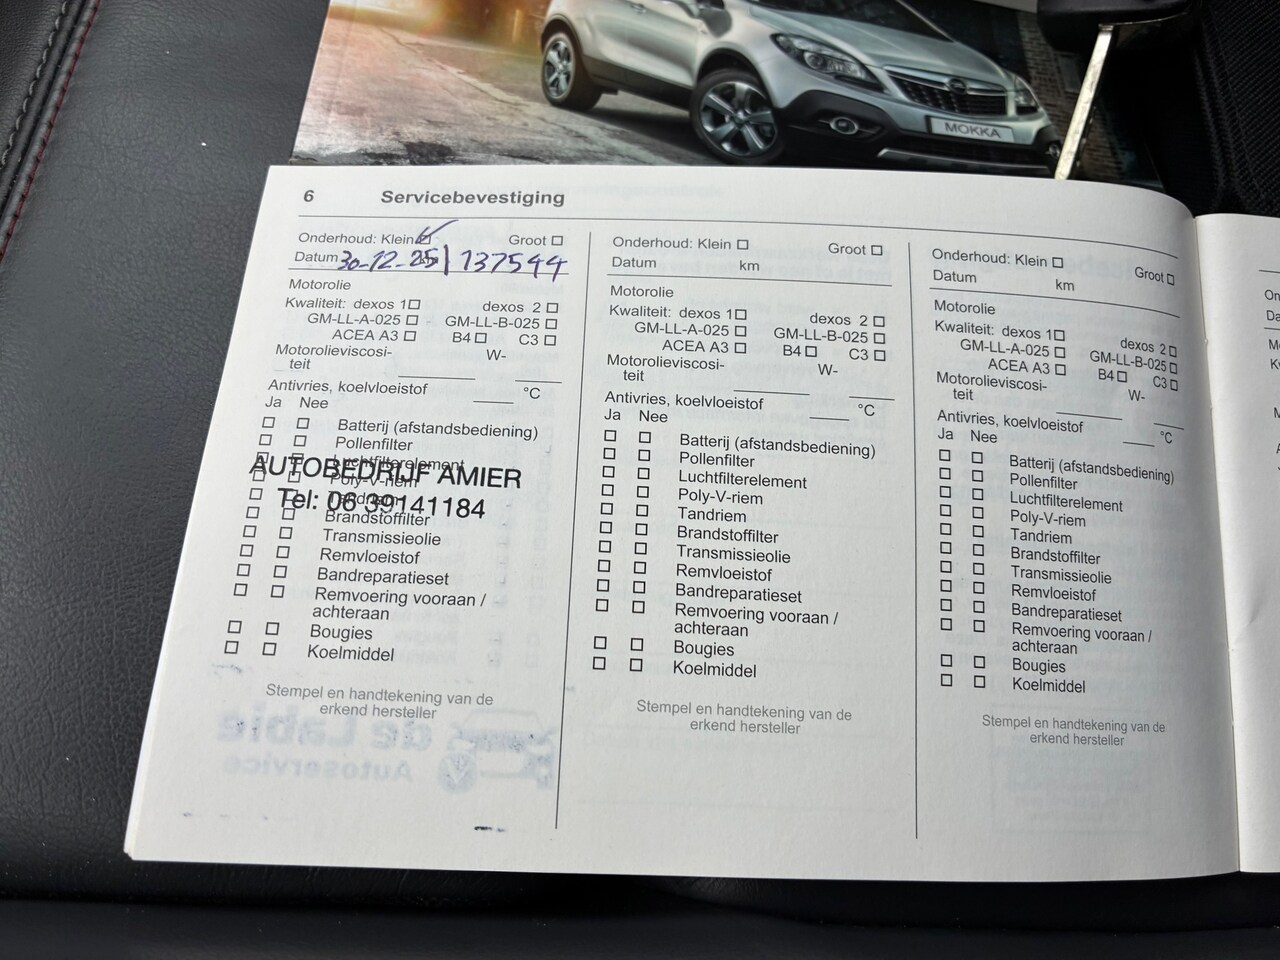 MOKKA
6 Servicebevestiging
Onderhoud: Klein Groot
Datum 30-12-25 km 137544
Motorolie
Kwaliteit: dexos 1 dexos 2
GM-LL-A-025 GM-LL-B-025
ACEA A3 B4 C3
Motorolieviscosi- W-
teit
Antivries, koelvloeistof °C
Ja Nee
Batterij (afstandsbediening)
Pollenfilter
Luchtfilterelement
AUTOBEDRIJF AMIER
Poly-V-riem
Tandriem
Tel: 06 39141184
Brandstoffilter
Transmissieolie
Remvloeistof
Bandreparatieset
Remvoering vooraan /
achteraan
Bougies
Koelmiddel
Stempel en handtekening van de
erkend hersteller
de Labie
Autoservice
Onderhoud: Klein Groot
Datum km
Motorolie
Kwaliteit: dexos 1 dexos 2
GM-LL-A-025 GM-LL-B-025
ACEA A3 B4 C3
Motorolieviscosi- W-
teit
Antivries, koelvloeistof °C
Ja Nee
Batterij (afstandsbediening)
Pollenfilter
Luchtfilterelement
Poly-V-riem
Tandriem
Brandstoffilter
Transmissieolie
Remvloeistof
Bandreparatieset
Remvoering vooraan /
achteraan
Bougies
Koelmiddel
Stempel en handtekening van de
erkend hersteller
Onderhoud: Klein Groot
Datum km
Motorolie
Kwaliteit: dexos 1 dexos 2
GM-LL-A-025 GM-LL-B-025
ACEA A3 B4 C3
Motorolieviscosi- W-
teit
Antivries, koelvloeistof °C
Ja Nee
Batterij (afstandsbediening)
Pollenfilter
Luchtfilterelement
Poly-V-riem
Tandriem
Brandstoffilter
Transmissieolie
Remvloeistof
Bandreparatieset
Remvoering vooraan /
achteraan
Bougies
Koelmiddel
Stempel en handtekening van de
erkend hersteller